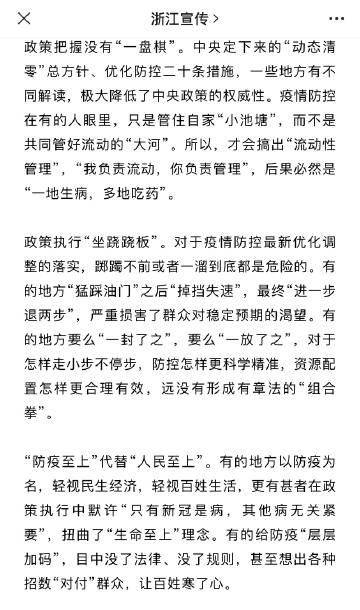 浙江宣传 >
政策把握没有“一盘棋”。中央定下来的“动态清
零”总方针、优化防控二十条措施，一些地方有不
同解读，极大降低了中央政策的权威性。疫情防控
在有的人眼里，只是管住自家“小池塘”，而不是
共同管好流动的“大河”。所以，才会搞出“流动性
管理”，“我负责流动，你负责管理”，后果必然是
“一地生病，多地吃药”。
政策执行“坐跷跷板”。对于疫情防控最新优化调
整的落实，踯躅不前或者一溜到底都是危险的。有
的地方“猛踩油门”之后“掉挡失速”，最终“进一步
退两步”，严重损害了群众对稳定预期的渴望。有
的地方要么“一封了之”，要么“一放了之”，对于
怎样走小步不停步，防控怎样更科学精准，资源配
置怎样更合理有效，远没有形成有章法的“组合
拳”。
“防疫至上”代替“人民至上”。有的地方以防疫为
名，轻视民生经济，轻视百姓生活，更有甚者在政
策执行中默许“只有新冠是病，其他病无关紧
要”，扭曲了“生命至上”理念。有的给防疫“层层
加码”，目中没了法律、没了规则，甚至想出各种
招数“对付”群众，让百姓寒了心。